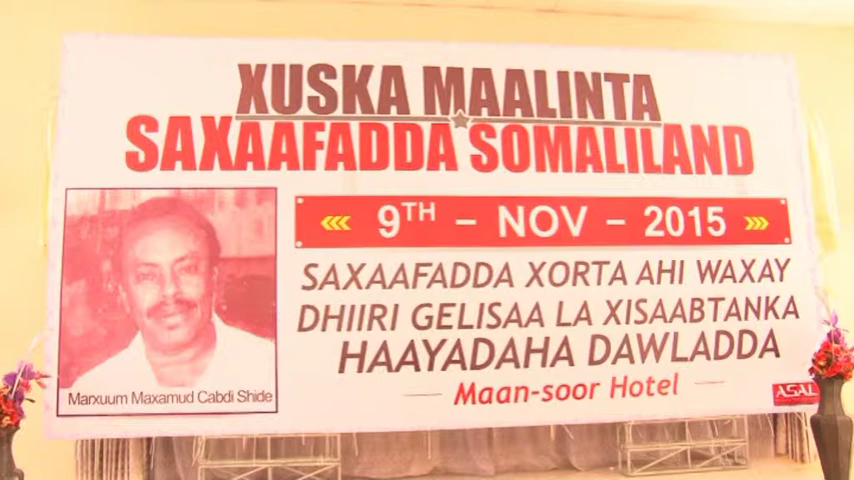 XUSKA MAALINTA
SAXAAFADDA SOMALILAND
9TH - NOV - 2015
SAXAAFADDA XORTA AHI WAXAY
DHIIRI GELISAA LA XISAABTANKA
HAAYADAHA DAWLADDA
Maan-soor Hotel
Marxuum Maxamud Cabdi Shide
ASAL